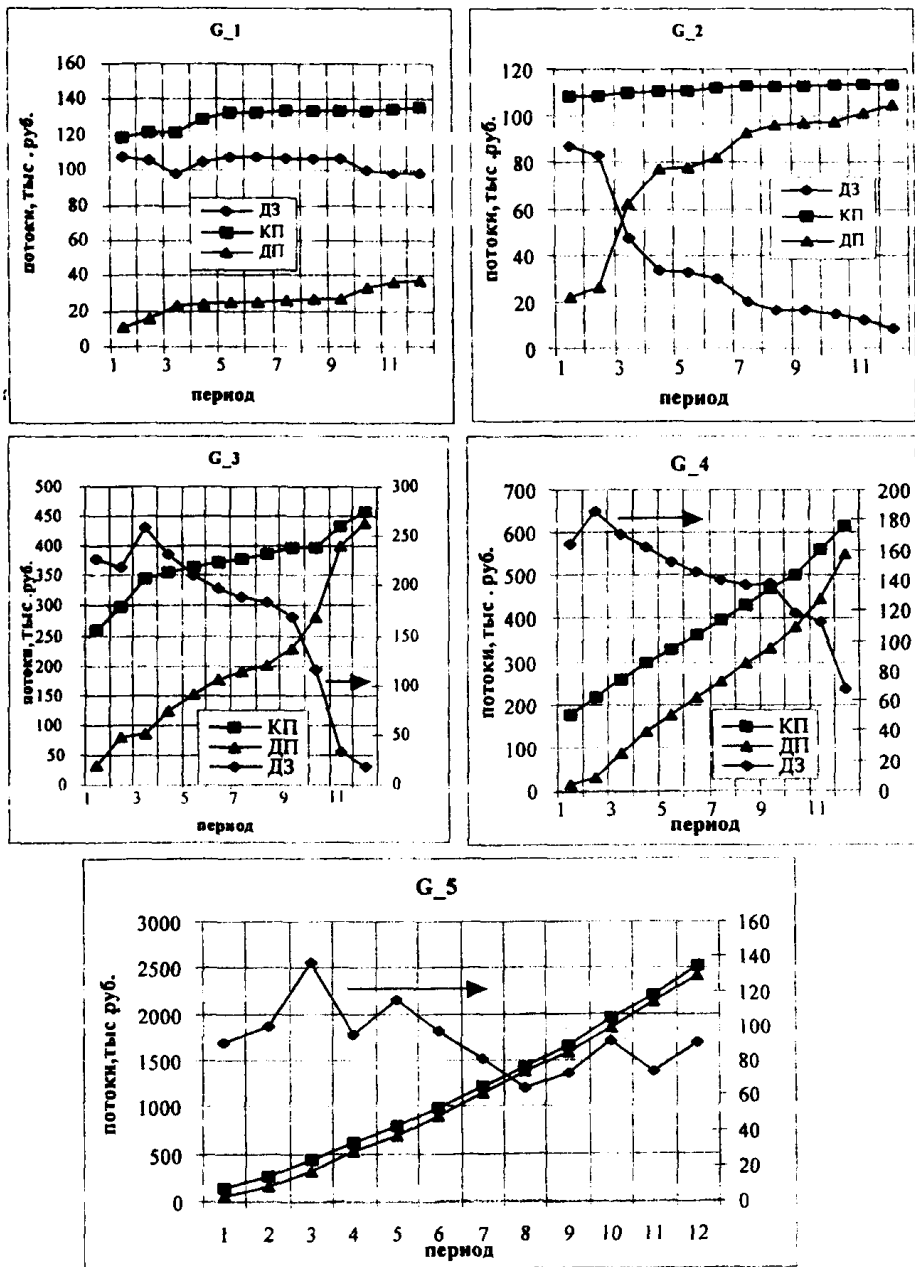 G_1
160
140
120
100
80
60
40
20
0
потоки, тыс .руб.
ДЗ
КП
ДП
1 3 5 7 9 11
период
G_2
120
100
80
60
40
20
0
потоки, тыс .руб.
ДЗ
КП
ДП
1 3 5 7 9 11
период
G_3
500
450
400
350
300
250
200
150
100
50
0
потоки, тыс.руб.
300
250
200
150
100
50
0
КП
ДП
ДЗ
1 3 5 7 9 11
период
G_4
700
600
500
400
300
200
100
0
потоки, тыс . руб.
200
180
160
140
120
100
80
60
40
20
0
КП
ДП
ДЗ
1 3 5 7 9 11
период
G_5
3000
2500
2000
1500
1000
500
0
потоки,тыс руб.
160
140
120
100
80
60
40
20
0
1 2 3 4 5 6 7 8 9 10 11 12
период